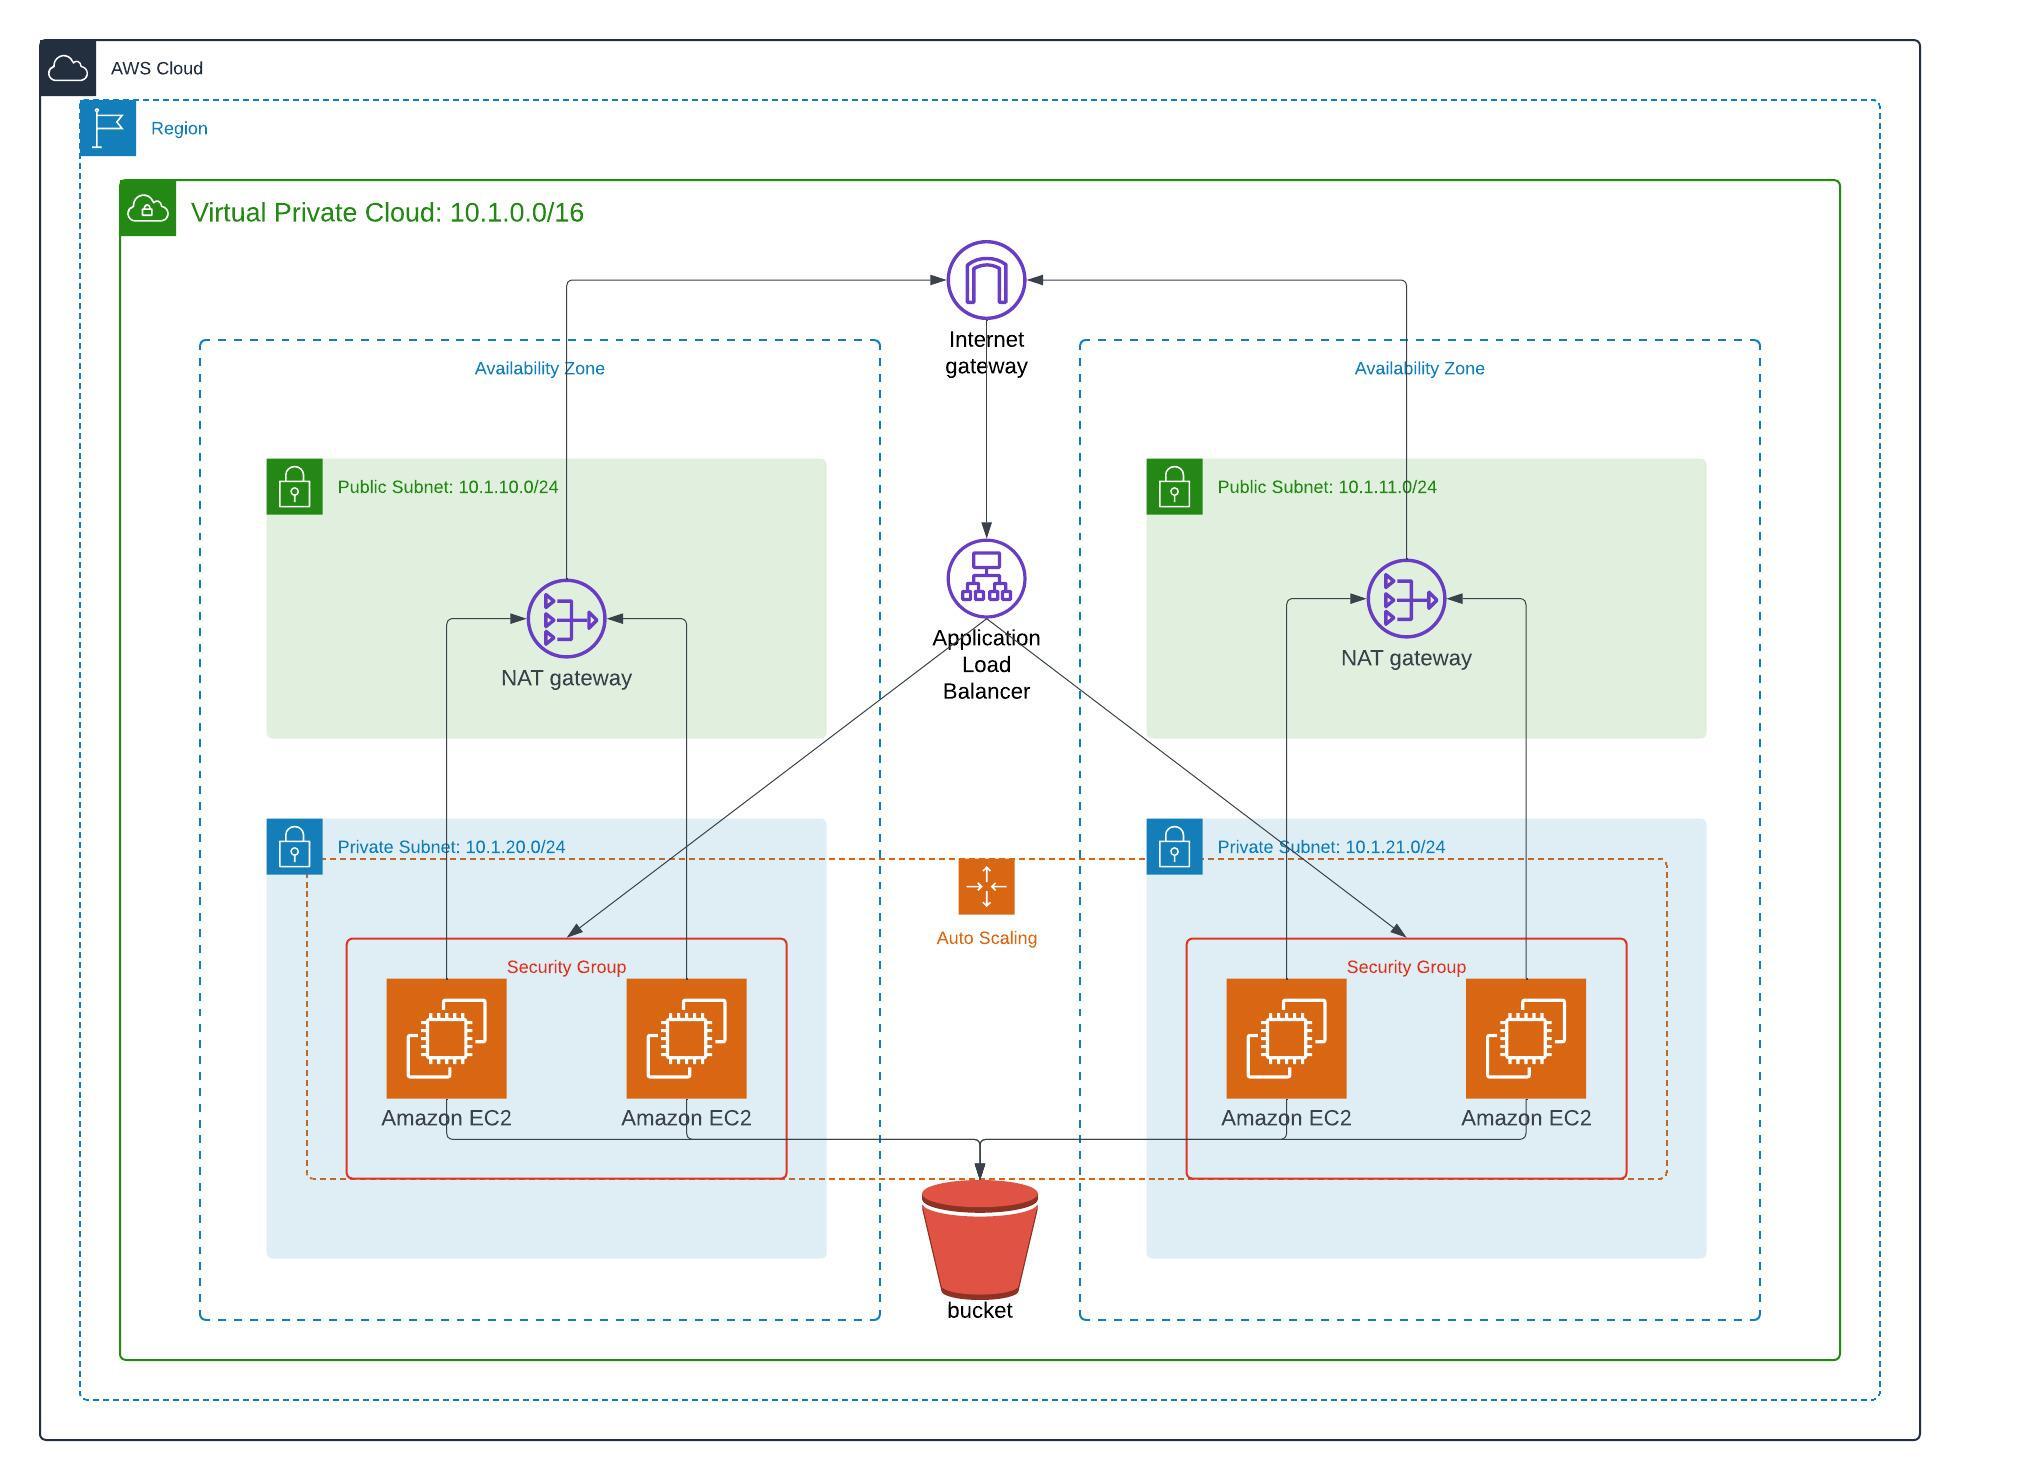 AWS Cloud
Region
Virtual Private Cloud: 10.1.0.0/16
Internet
gateway
Availability Zone
Availability Zone
Public Subnet: 10.1.10.0/24
Public Subnet: 10.1.11.0/24
NAT gateway
Application
Load
Balancer
NAT gateway
Private Subnet: 10.1.20.0/24
Private Subnet: 10.1.21.0/24
Auto Scaling
Security Group
Security Group
Amazon EC2
Amazon EC2
Amazon EC2
Amazon EC2
bucket